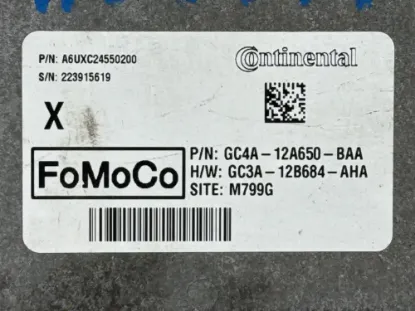 P/N: A6UXC24550200
Continental
S/N: 223915619
X
FoMoCo
P/N: GC4A-12A650-BAA
H/W: GC3A-12B684-AHA
SITE: M799G